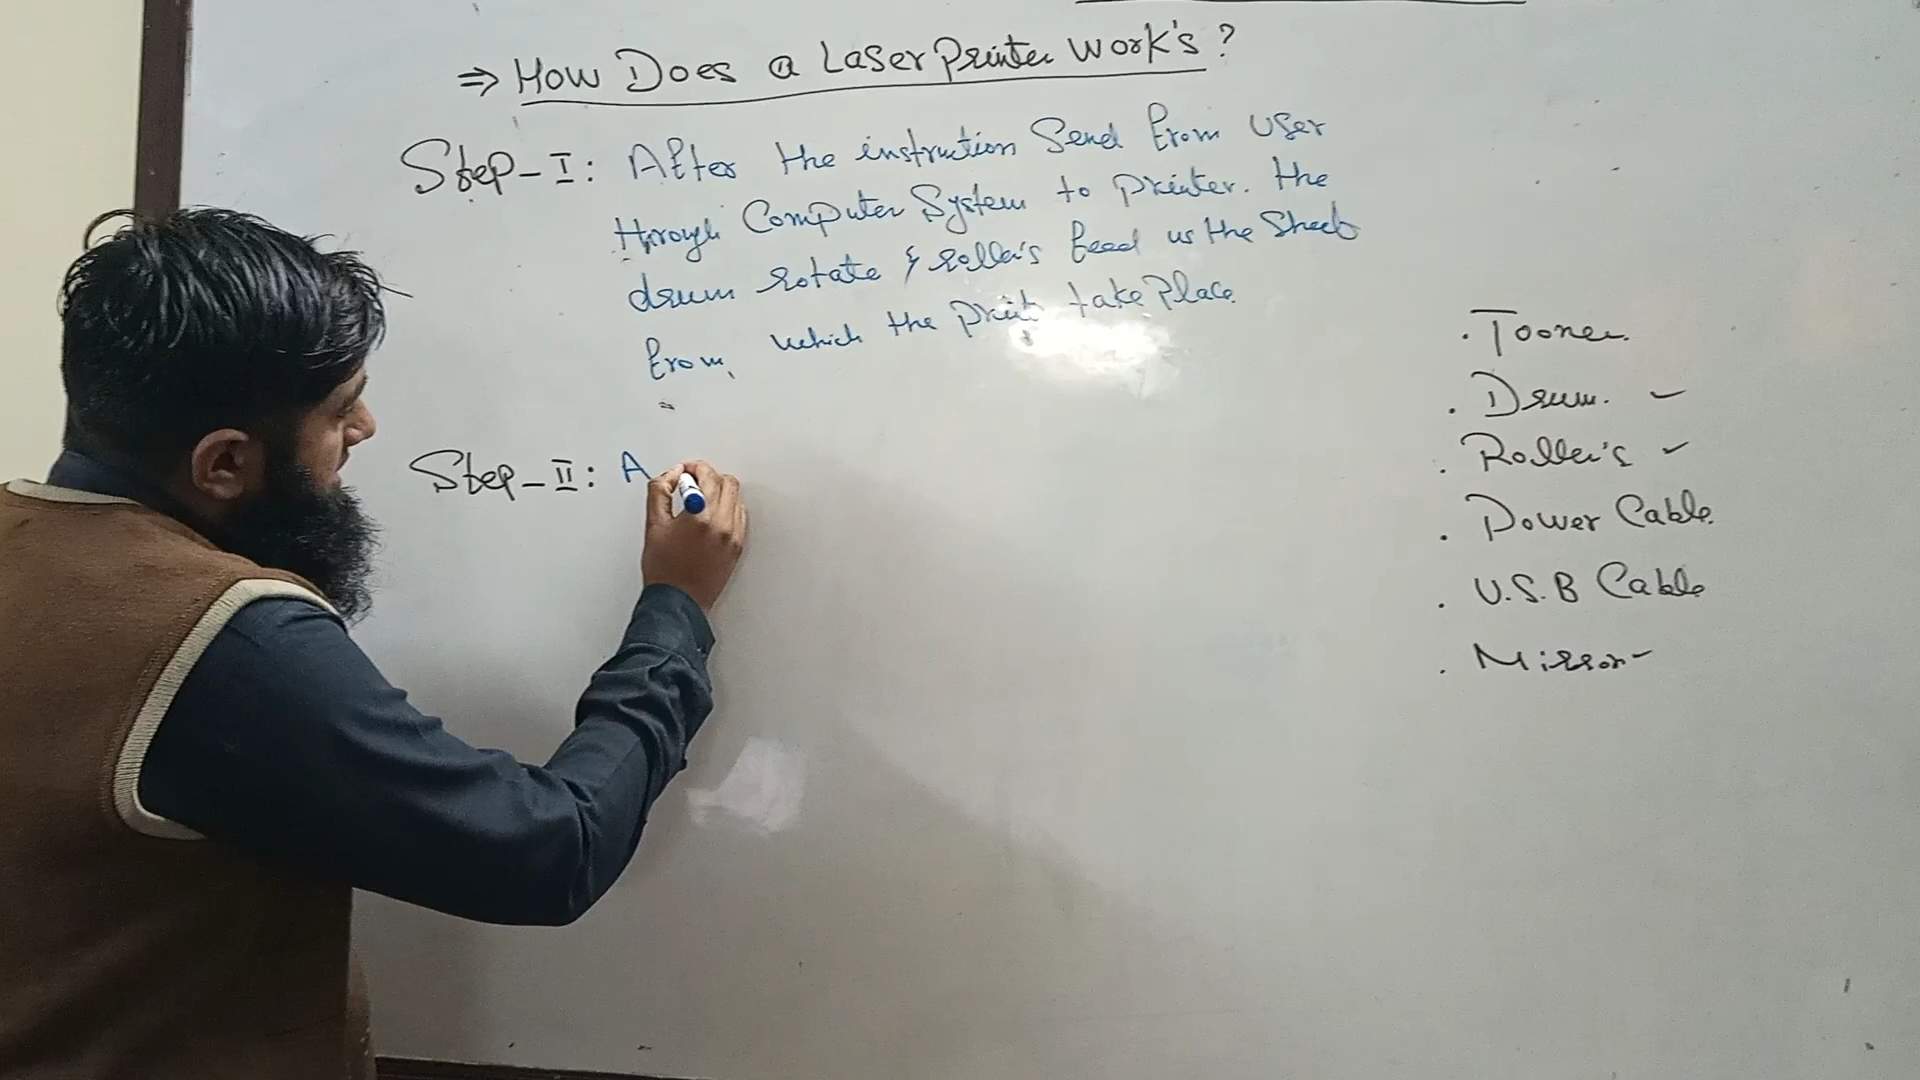 ⇒ How Does a Laser Printer Work's?
Step-I: After the instruction Send From User
through Computer System to Printer. the
drum rotate & roller's feed us the Sheet
from, which the Print take Place
Step-II: A
. Tooner.
. Drum. -
. Roller's -
. Power Cable.
. U.S.B Cable
. Mirror-